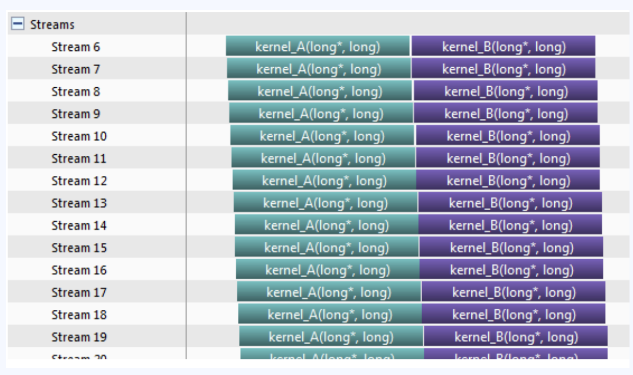 Streams
Stream 6 kernel_A(long*, long) kernel_B(long*, long)
Stream 7 kernel_A(long*, long) kernel_B(long*, long)
Stream 8 kernel_A(long*, long) kernel_B(long*, long)
Stream 9 kernel_A(long*, long) kernel_B(long*, long)
Stream 10 kernel_A(long*, long) kernel_B(long*, long)
Stream 11 kernel_A(long*, long) kernel_B(long*, long)
Stream 12 kernel_A(long*, long) kernel_B(long*, long)
Stream 13 kernel_A(long*, long) kernel_B(long*, long)
Stream 14 kernel_A(long*, long) kernel_B(long*, long)
Stream 15 kernel_A(long*, long) kernel_B(long*, long)
Stream 16 kernel_A(long*, long) kernel_B(long*, long)
Stream 17 kernel_A(long*, long) kernel_B(long*, long)
Stream 18 kernel_A(long*, long) kernel_B(long*, long)
Stream 19 kernel_A(long*, long) kernel_B(long*, long)
Stream 20 kernel_A(long*, long) kernel_B(long*, long)